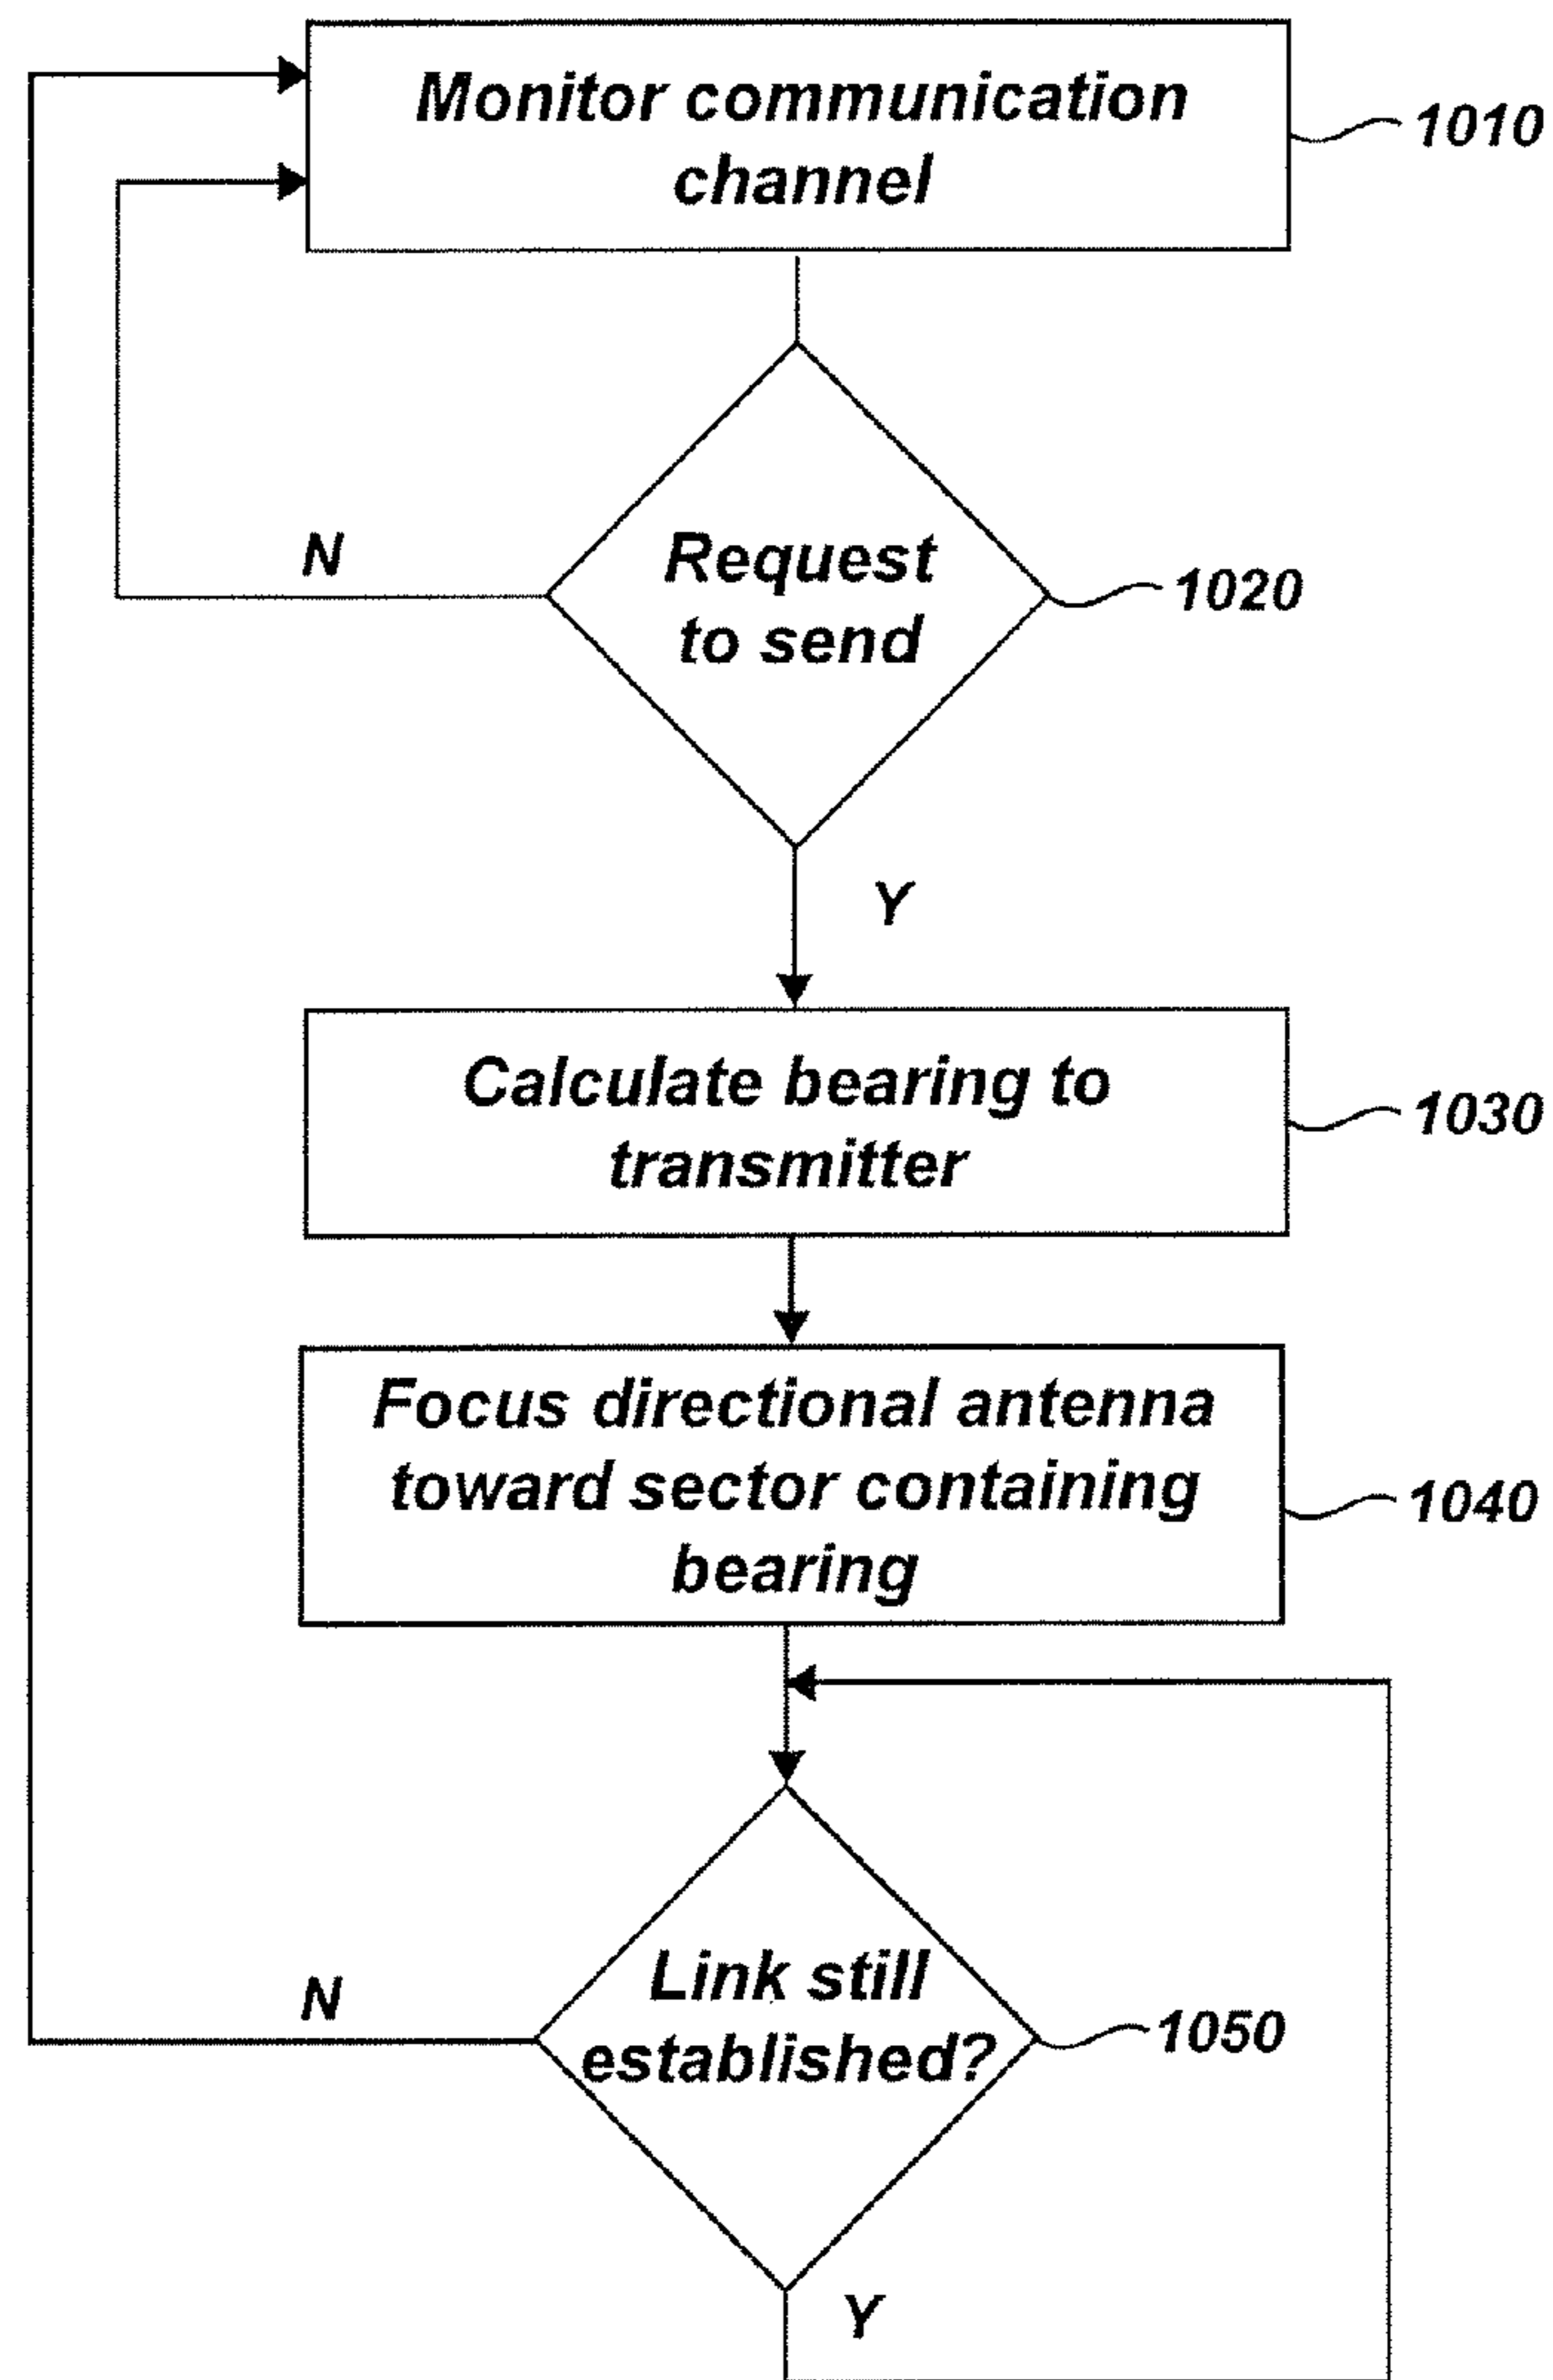 Monitor communication
channel
1010
N
Request
to send
1020
Y
Calculate bearing to
transmitter
1030
Focus directional antenna
toward sector containing
bearing
1040
N
Link still
established?
1050
Y